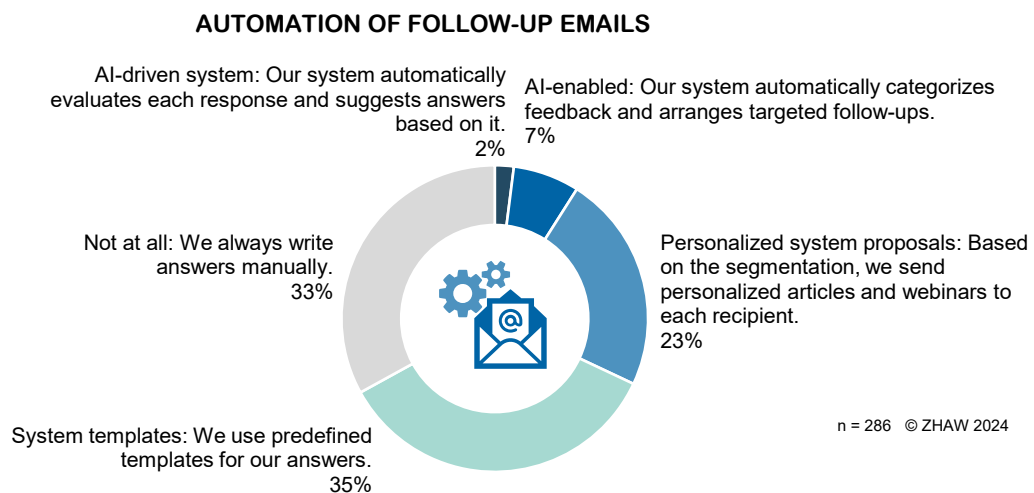 AUTOMATION OF FOLLOW-UP EMAILS
AI-driven system: Our system automatically
evaluates each response and suggests answers
based on it.
2%
AI-enabled: Our system automatically categorizes
feedback and arranges targeted follow-ups.
7%
Not at all: We always write
answers manually.
33%
Personalized system proposals: Based
on the segmentation, we send
personalized articles and webinars to
each recipient.
23%
@
System templates: We use predefined
templates for our answers.
35%
n = 286 © ZHAW 2024